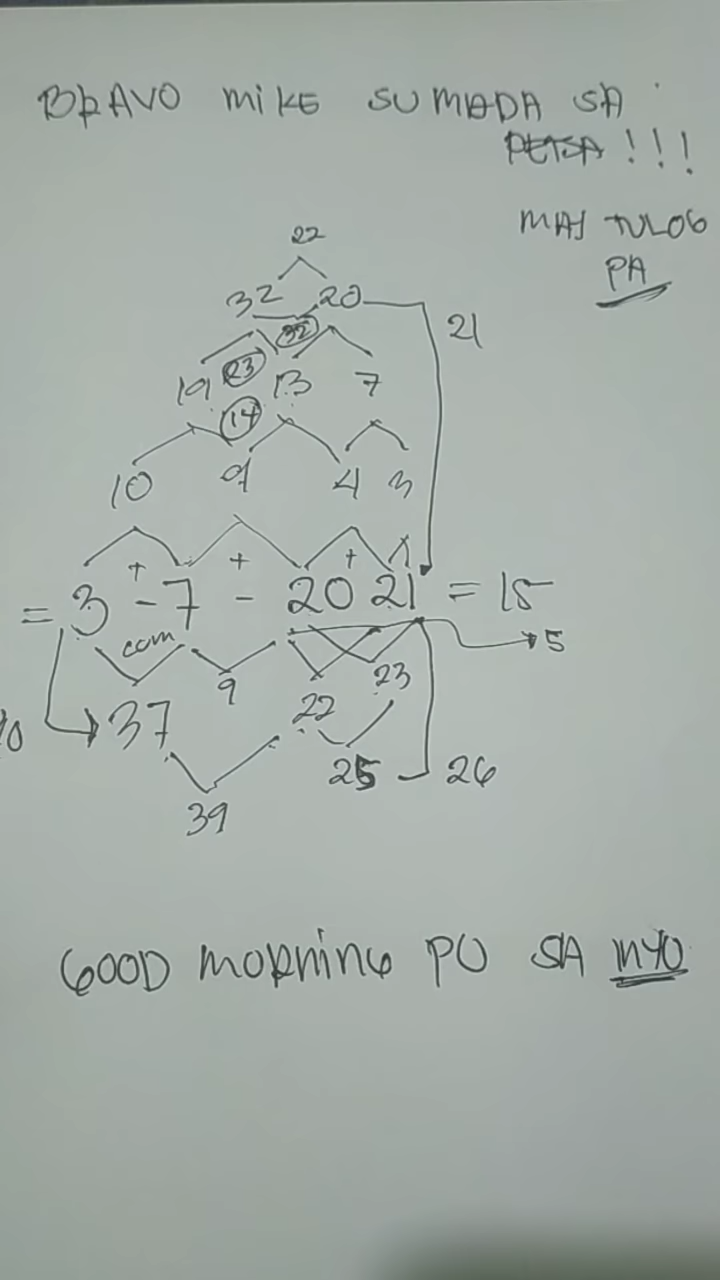 BRAVO MIKE SUMADA SA
PETSA!!!
MAY TULOG
PA
22
32 20
21
32
19 23 13 7
14
10 9 4 3
+ + +
= 3 - 7 - 20 21 = 15
com
5
9 23
37 22
25 26
39
GOOD MORNING PO SA INYO